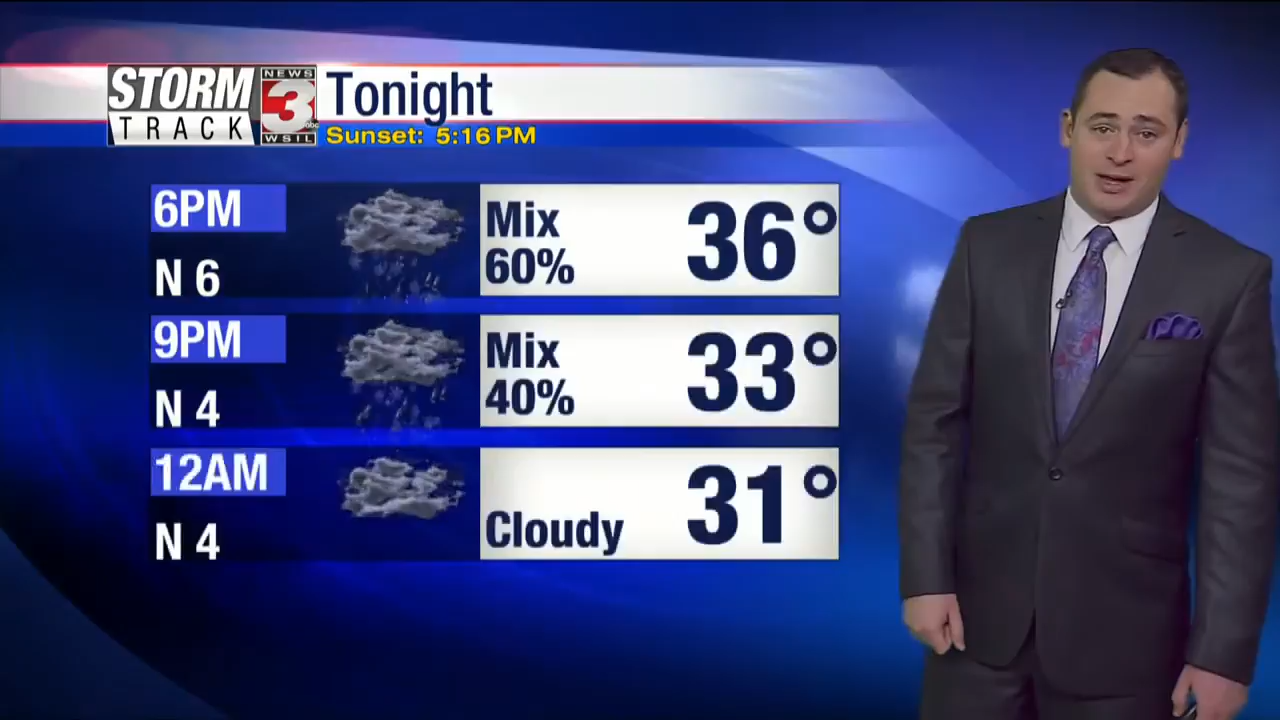 STORM
TRACK
NEWS
3
abc
WSIL
Tonight
Sunset: 5:16 PM
6PM
N 6
Mix
60%
36°
9PM
N 4
Mix
40%
33°
12AM
N 4
Cloudy
31°